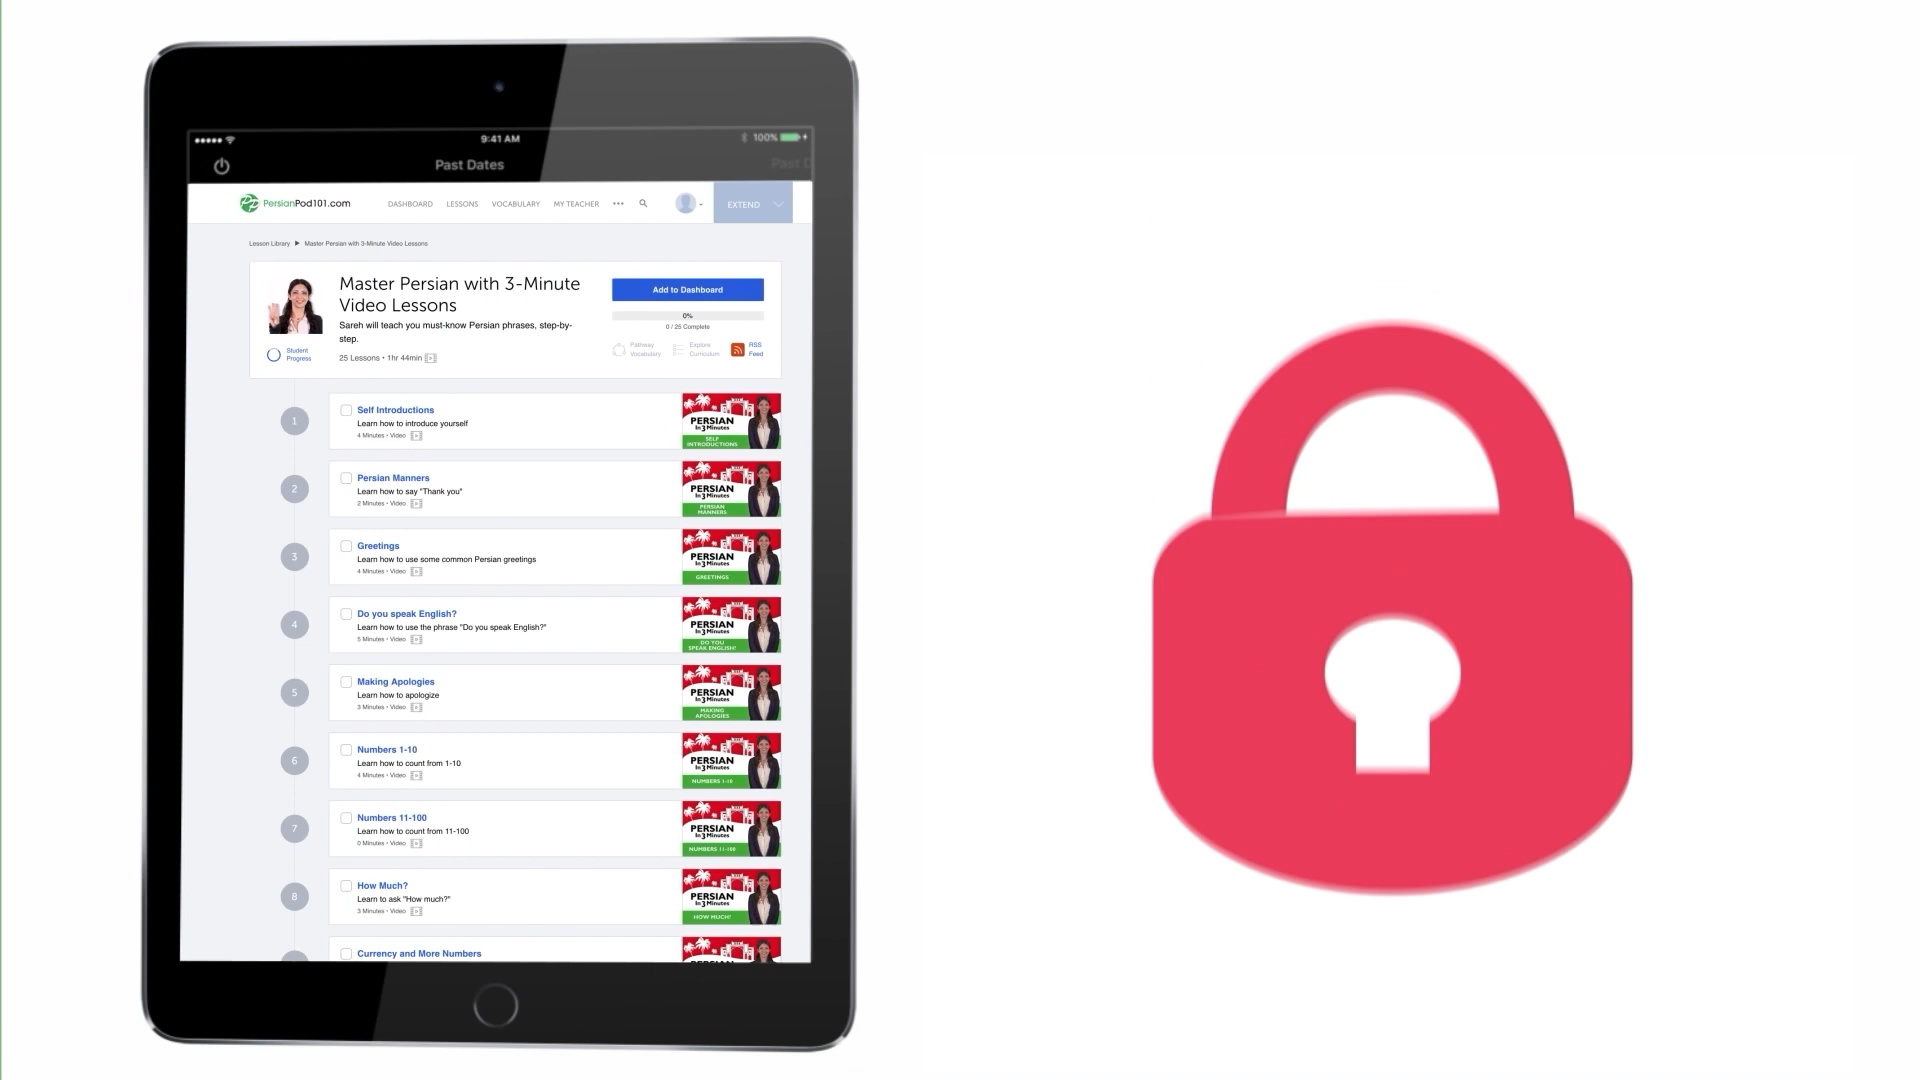 9:41 AM
100%
Past Dates
PersianPod101.com
DASHBOARD
LESSONS
VOCABULARY
MY TEACHER
EXTEND
Lesson Library ▶ Master Persian with 3-Minute Video Lessons
Master Persian with 3-Minute
Video Lessons
Sareh will teach you must-know Persian phrases, step-by-
step.
25 Lessons • 1hr 44min
Student
Progress
Add to Dashboard
0%
0 / 25 Complete
Pathway
Vocabulary
Explore
Curriculum
RSS
Feed
1
Self Introductions
Learn how to introduce yourself
4 Minutes • Video
PERSIAN
In 3 Minutes
SELF
INTRODUCTIONS
2
Persian Manners
Learn how to say "Thank you"
2 Minutes • Video
PERSIAN
In 3 Minutes
PERSIAN
MANNERS
3
Greetings
Learn how to use some common Persian greetings
4 Minutes • Video
PERSIAN
In 3 Minutes
GREETINGS
4
Do you speak English?
Learn how to use the phrase "Do you speak English?"
5 Minutes • Video
PERSIAN
In 3 Minutes
DO YOU
SPEAK ENGLISH?
5
Making Apologies
Learn how to apologize
3 Minutes • Video
PERSIAN
In 3 Minutes
MAKING
APOLOGIES
6
Numbers 1-10
Learn how to count from 1-10
4 Minutes • Video
PERSIAN
In 3 Minutes
NUMBERS 1-10
7
Numbers 11-100
Learn how to count from 11-100
0 Minutes • Video
PERSIAN
In 3 Minutes
NUMBERS 11-100
8
How Much?
Learn to ask "How much?"
3 Minutes • Video
PERSIAN
In 3 Minutes
HOW MUCH?
Currency and More Numbers
PERSIAN